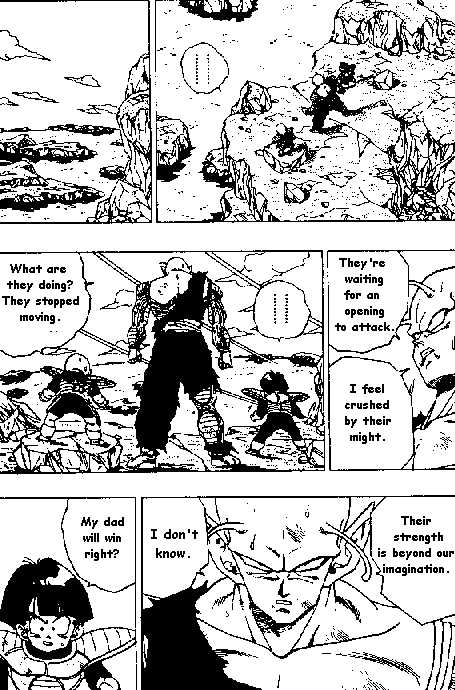 What are
they doing?
They stopped
moving.
They're
waiting
for an
opening
to attack.
I feel
crushed
by their
might.
My dad
will win
right?
I don't
know.
Their
strength
is beyond our
imagination.